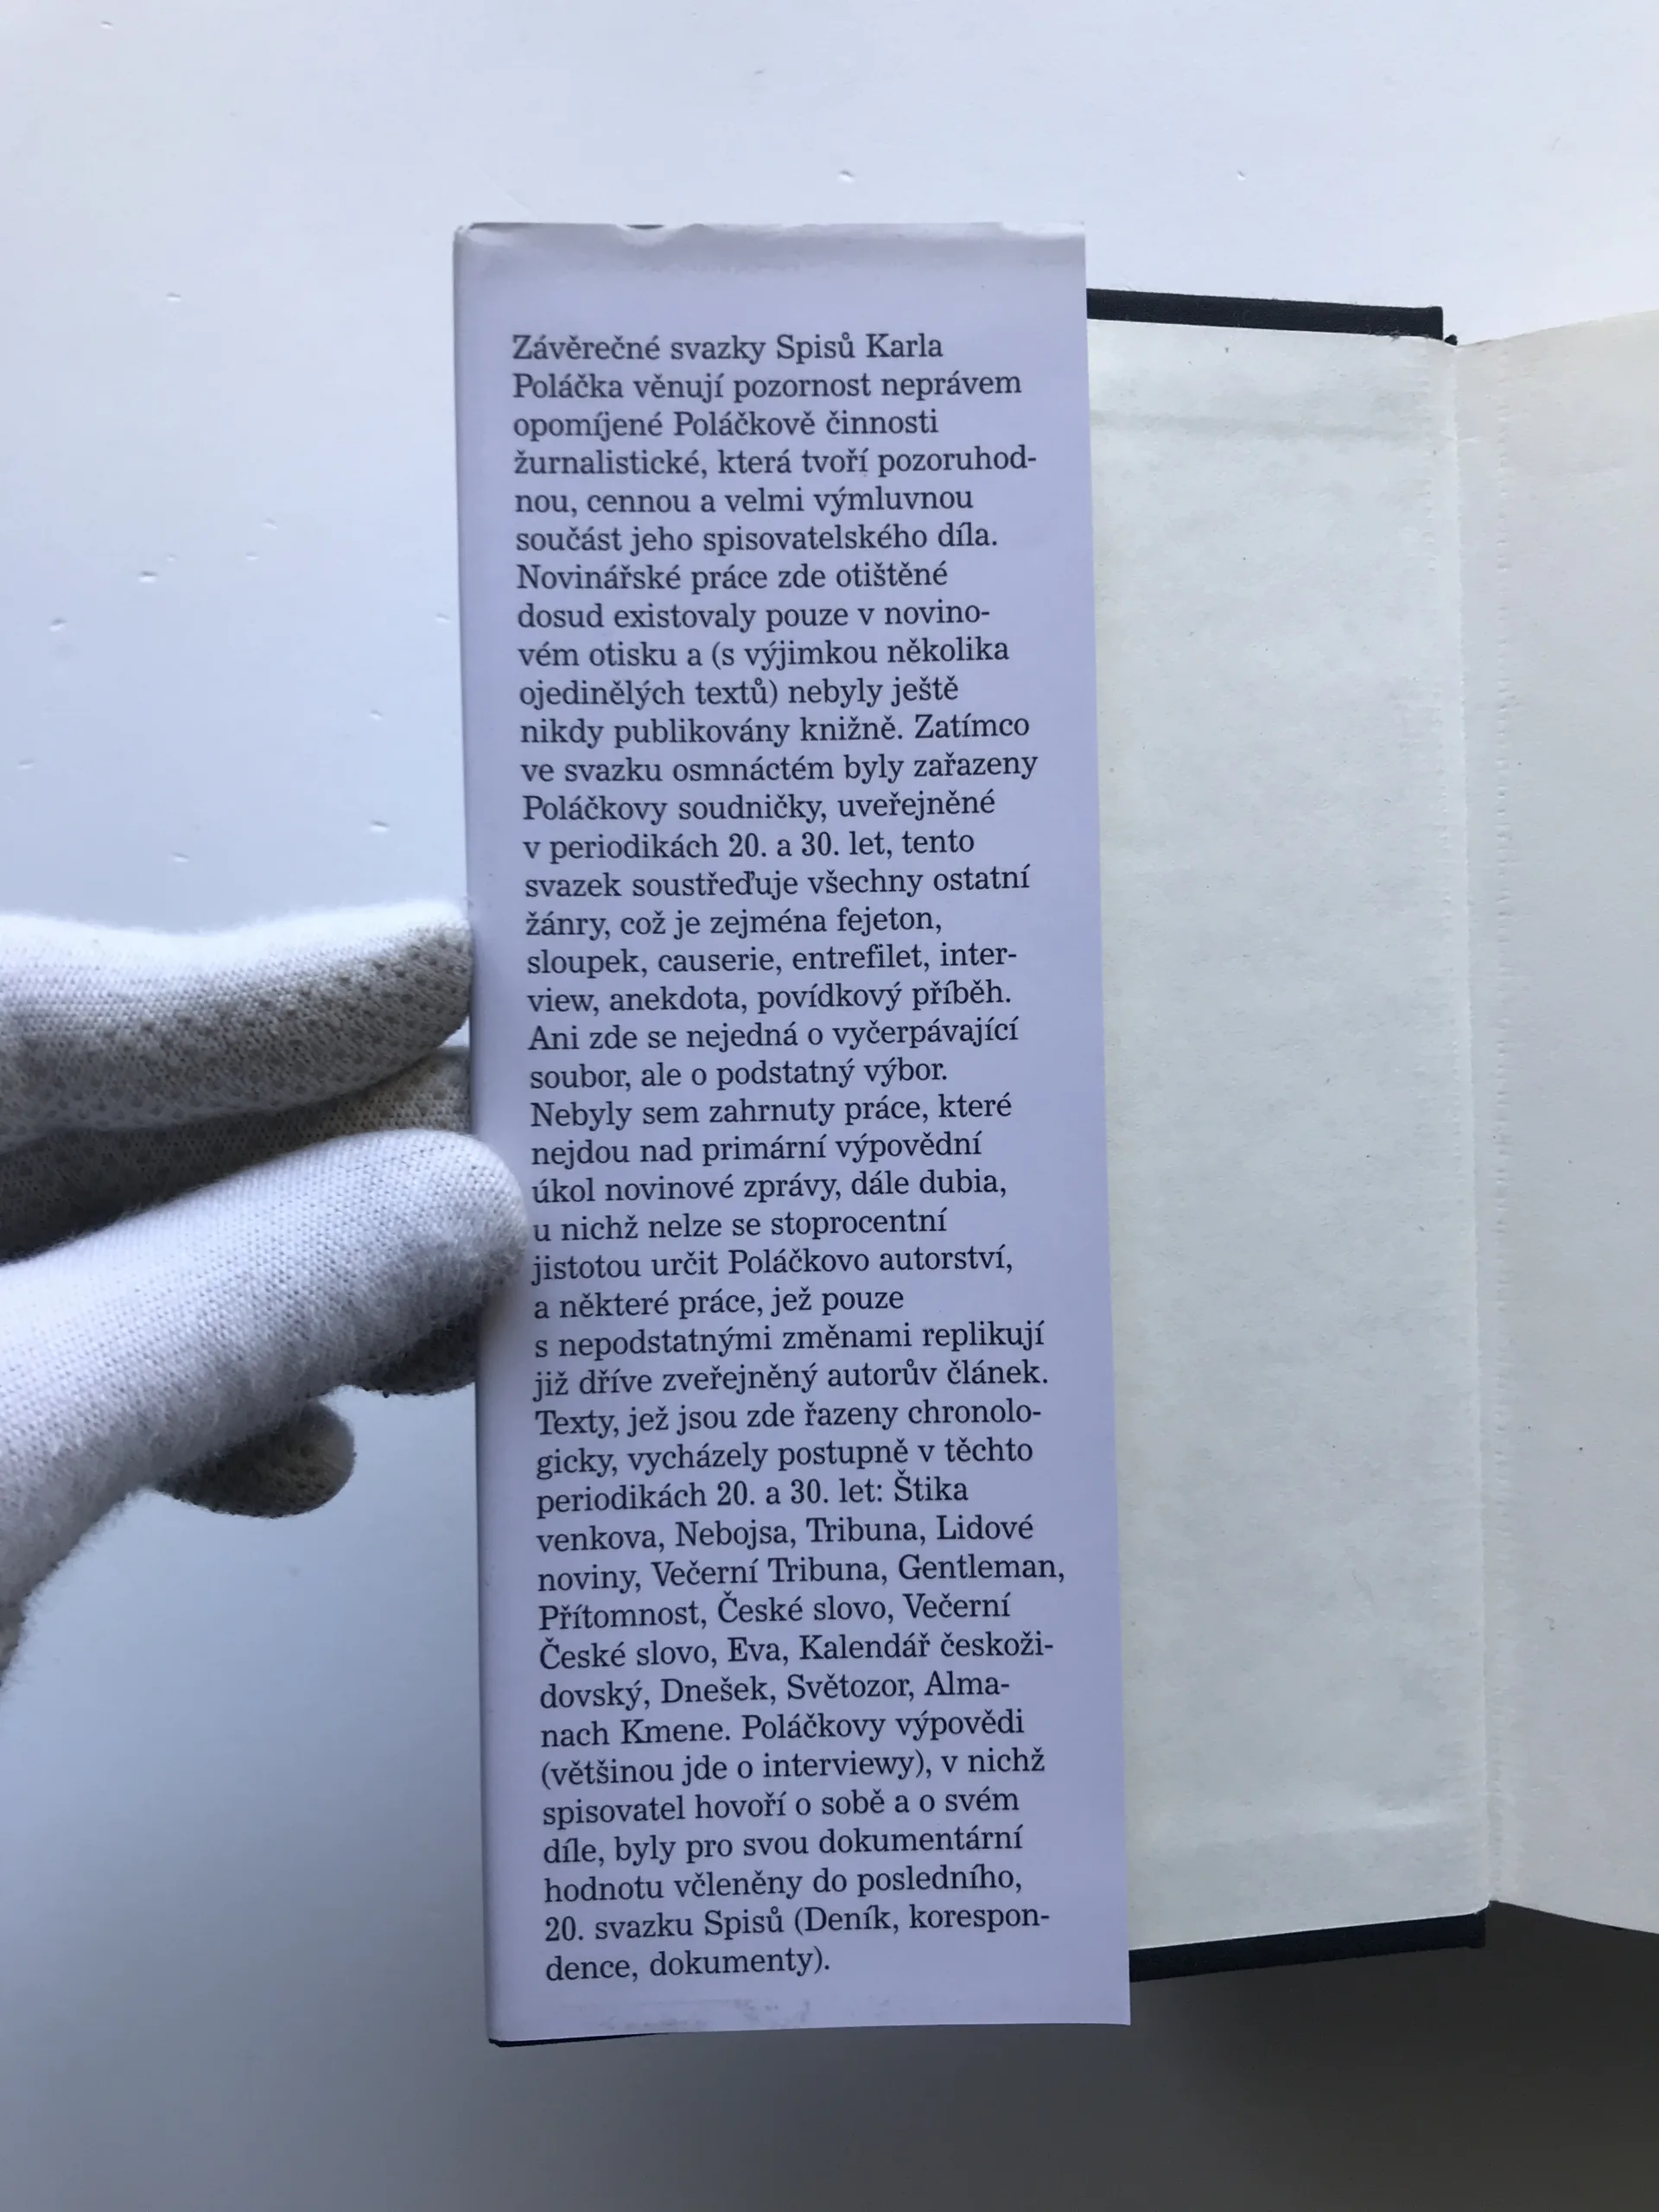 Závěrečné svazky Spisů Karla
Poláčka věnují pozornost neprávem
opomíjené Poláčkově činnosti
žurnalistické, která tvoří pozoruhod-
nou, cennou a velmi výmluvnou
součást jeho spisovatelského díla.
Novinářské práce zde otištěné
dosud existovaly pouze v novino-
vém otisku a (s výjimkou několika
ojedinělých textů) nebyly ještě
nikdy publikovány knižně. Zatímco
ve svazku osmnáctém byly zařazeny
Poláčkovy soudničky, uveřejněné
v periodikách 20. a 30. let, tento
svazek soustřeďuje všechny ostatní
žánry, což je zejména fejeton,
sloupek, causerie, entrefilet, inter-
view, anekdota, povídkový příběh.
Ani zde se nejedná o vyčerpávající
soubor, ale o podstatný výbor.
Nebyly sem zahrnuty práce, které
nejdou nad primární výpovědní
úkol novinové zprávy, dále dubia,
u nichž nelze se stoprocentní
jistotou určit Poláčkovo autorství,
a některé práce, jež pouze
s nepodstatnými změnami replikují
již dříve zveřejněný autorův článek.
Texty, jež jsou zde řazeny chronolo-
gicky, vycházely postupně v těchto
periodikách 20. a 30. let: Štika
venkova, Nebojsa, Tribuna, Lidové
noviny, Večerní Tribuna, Gentleman,
Přítomnost, České slovo, Večerní
České slovo, Eva, Kalendář českoži-
dovský, Dnešek, Světozor, Alma-
nach Kmene. Poláčkovy výpovědi
(většinou jde o interviewy), v nichž
spisovatel hovoří o sobě a o svém
díle, byly pro svou dokumentární
hodnotu včleněny do posledního,
20. svazku Spisů (Deník, korespon-
dence, dokumenty).